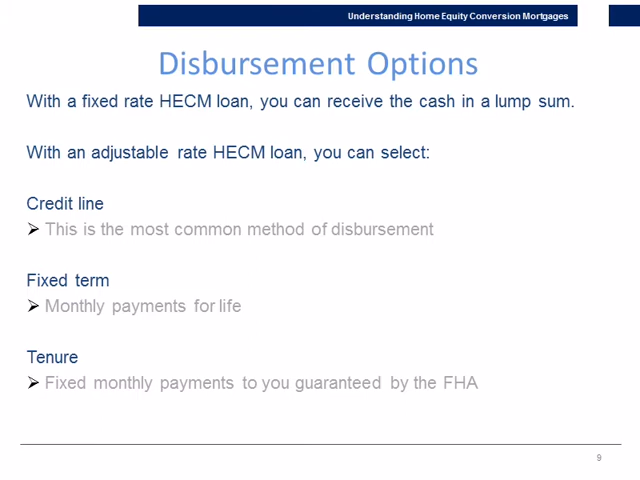 Understanding Home Equity Conversion Mortgages
Disbursement Options
With a fixed rate HECM loan, you can receive the cash in a lump sum.
With an adjustable rate HECM loan, you can select:
Credit line
➢ This is the most common method of disbursement
Fixed term
➢ Monthly payments for life
Tenure
➢ Fixed monthly payments to you guaranteed by the FHA
9